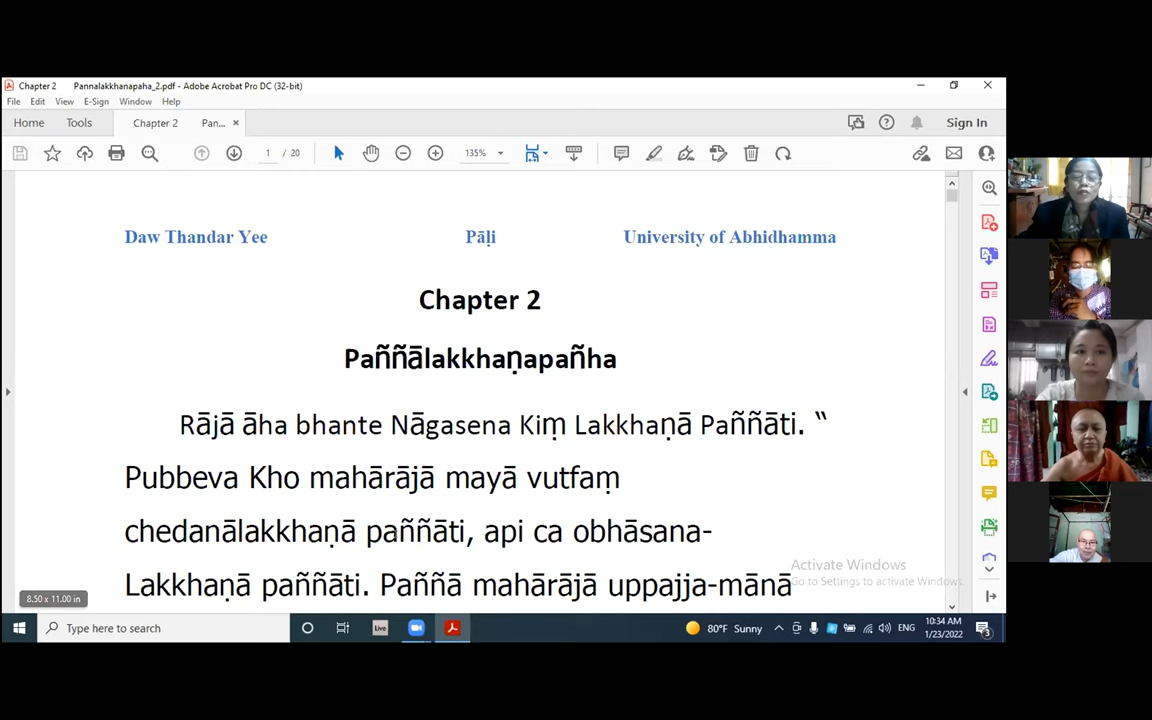 Chapter 2 Pannalakkhanapaha_2.pdf - Adobe Acrobat Pro DC (32-bit)
File Edit View E-Sign Window Help
Home Tools Chapter 2 Pan... × Sign In
1 / 20 135%
Daw Thandar Yee Pāḷi University of Abhidhamma
Chapter 2
Paññālakkhaṇapañha
Rājā āha bhante Nāgasena Kiṃ Lakkhaṇā Paññāti. “
Pubbeva Kho mahārājā mayā vutfaṃ
chedanālakkhaṇā paññāti, api ca obhāsana-
Lakkhaṇā paññāti. Paññā mahārājā uppajja-mānā
Activate Windows
Go to Settings to activate Windows.
8.50 x 11.00 in
Type here to search Live 80°F Sunny ENG 10:34 AM
1/23/2022 3